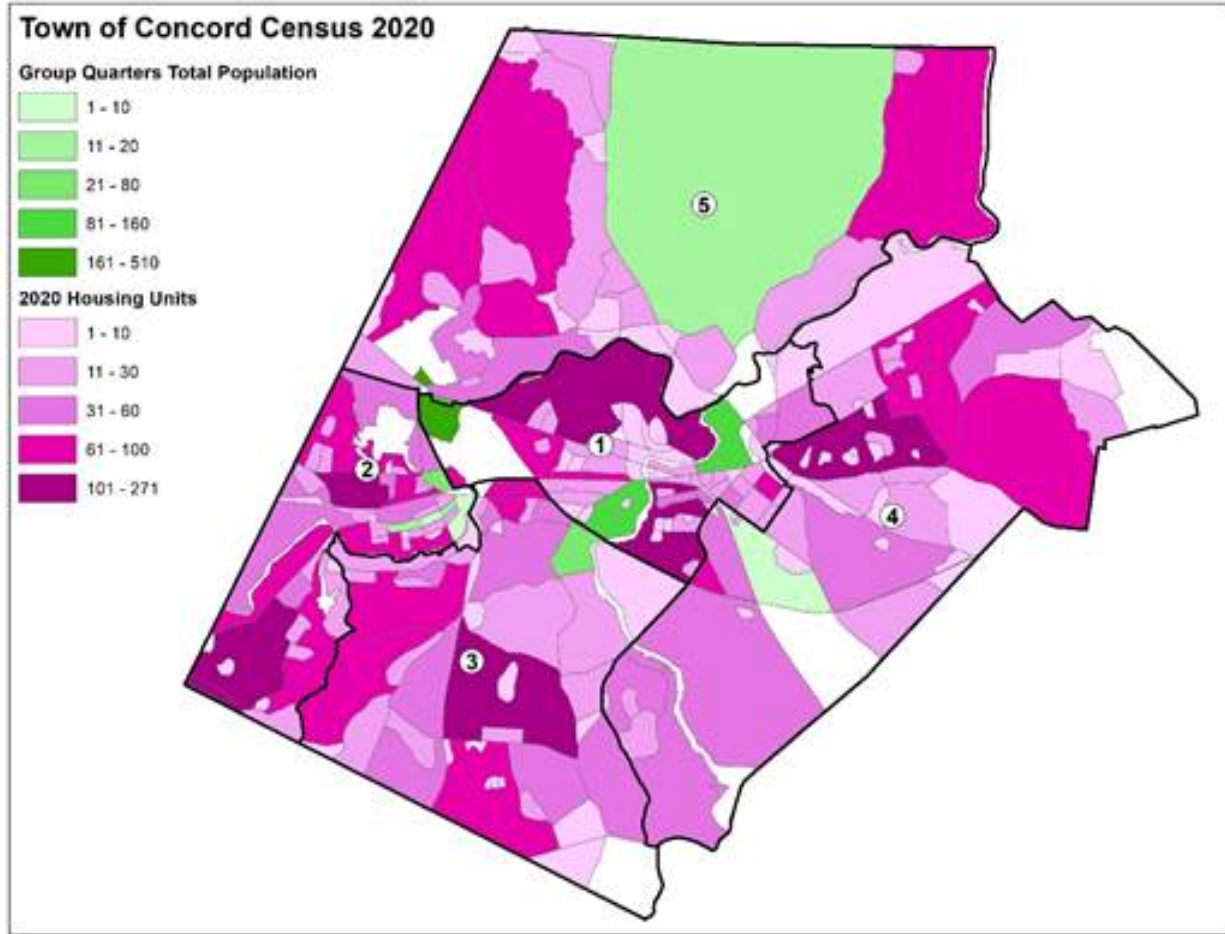 Town of Concord Census 2020
Group Quarters Total Population
1 - 10
11 - 20
21 - 80
81 - 160
161 - 510
2020 Housing Units
1 - 10
11 - 30
31 - 60
61 - 100
101 - 271
5
1
2
4
3